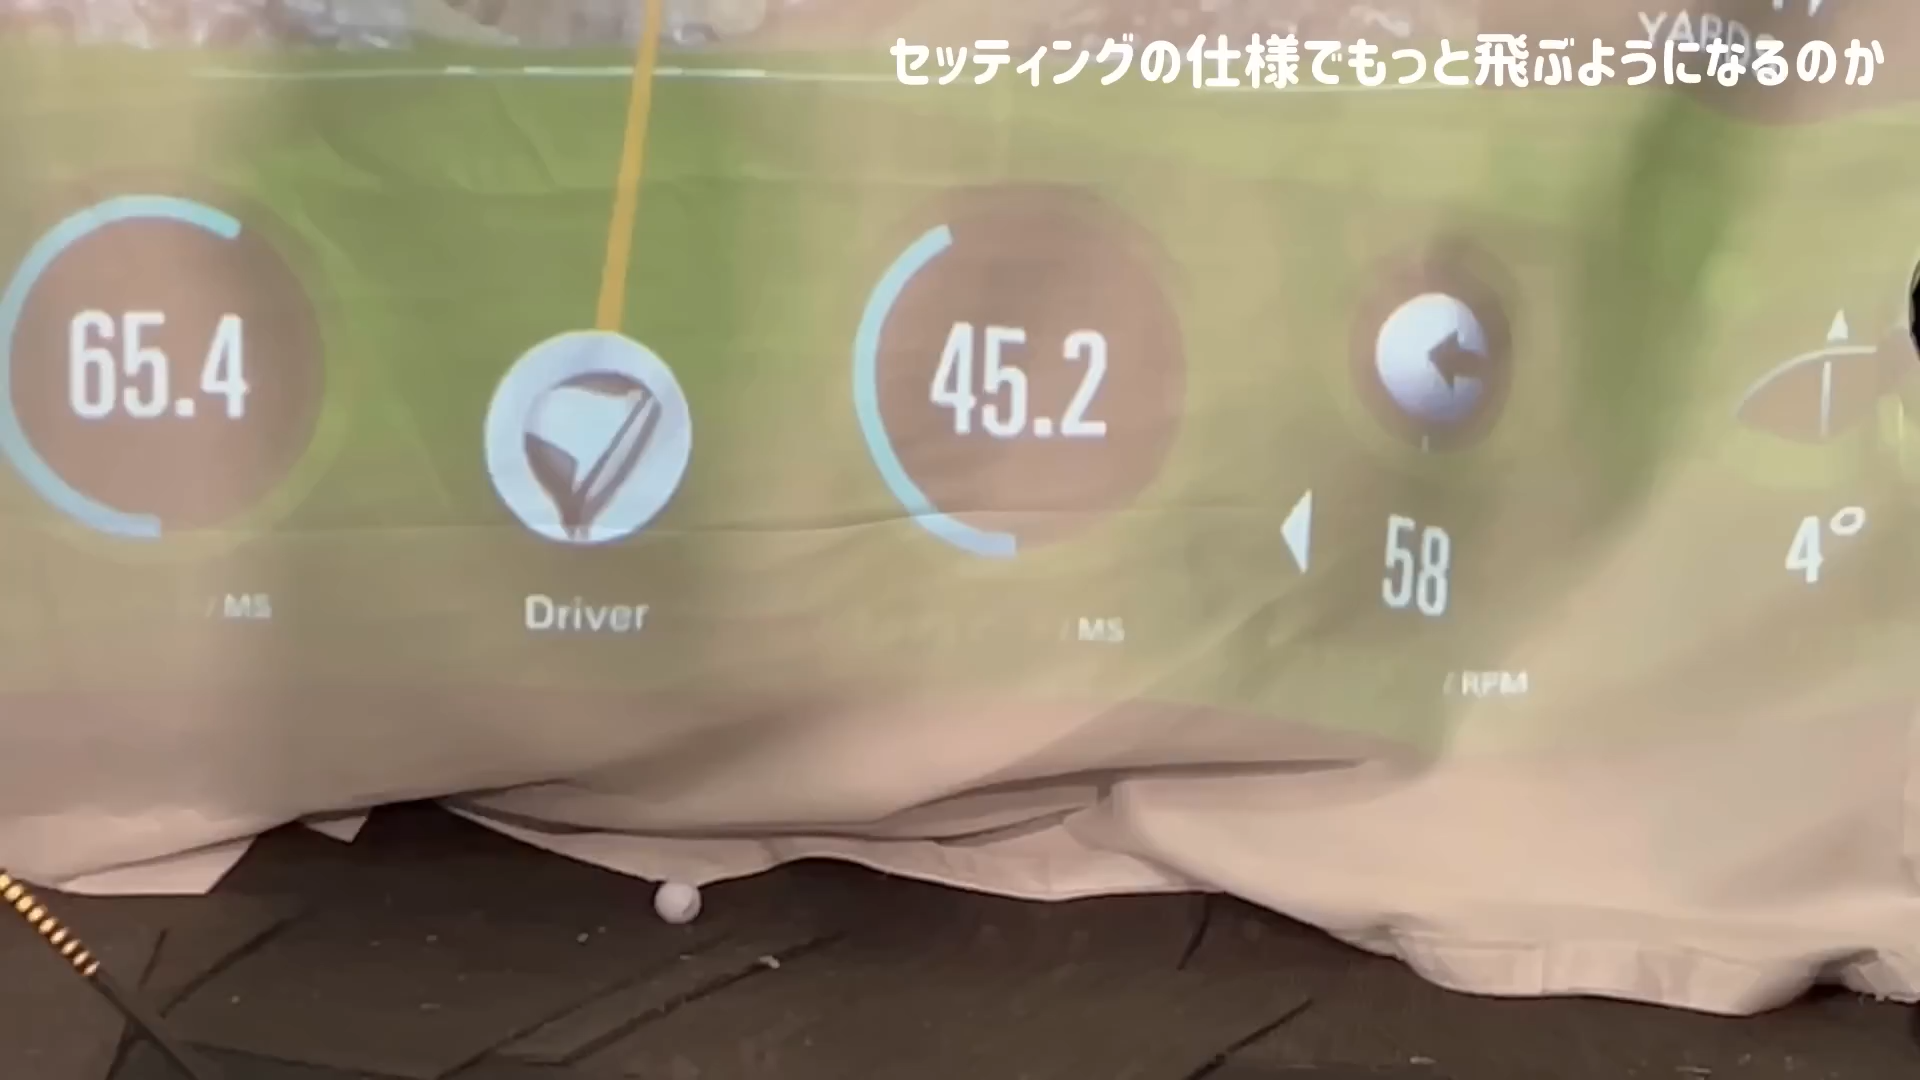 セッティングの仕様でもっと飛ぶようになるのか
65.4
/ MS
Driver
45.2
/ MS
58
/ RPM
4°